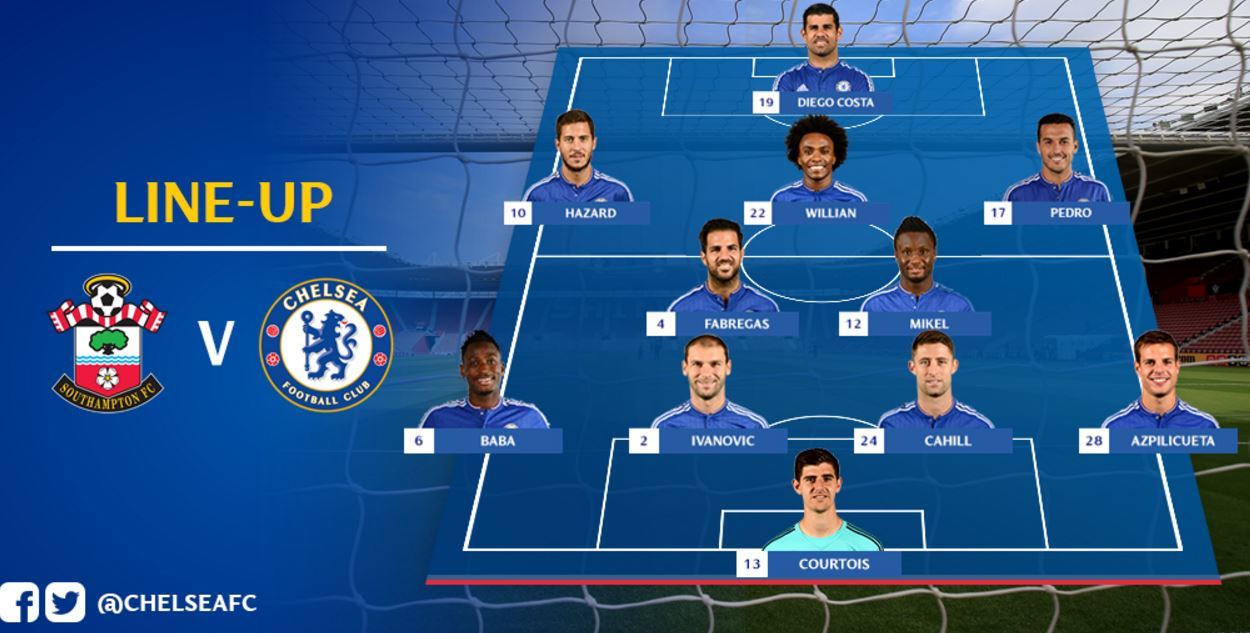 LINE-UP
SOUTHAMPTON FC
V
CHELSEA
FOOTBALL CLUB
19 DIEGO COSTA
10 HAZARD
22 WILLIAN
17 PEDRO
4 FABREGAS
12 MIKEL
6 BABA
2 IVANOVIC
24 CAHILL
28 AZPILICUETA
13 COURTOIS
@CHELSEAFC